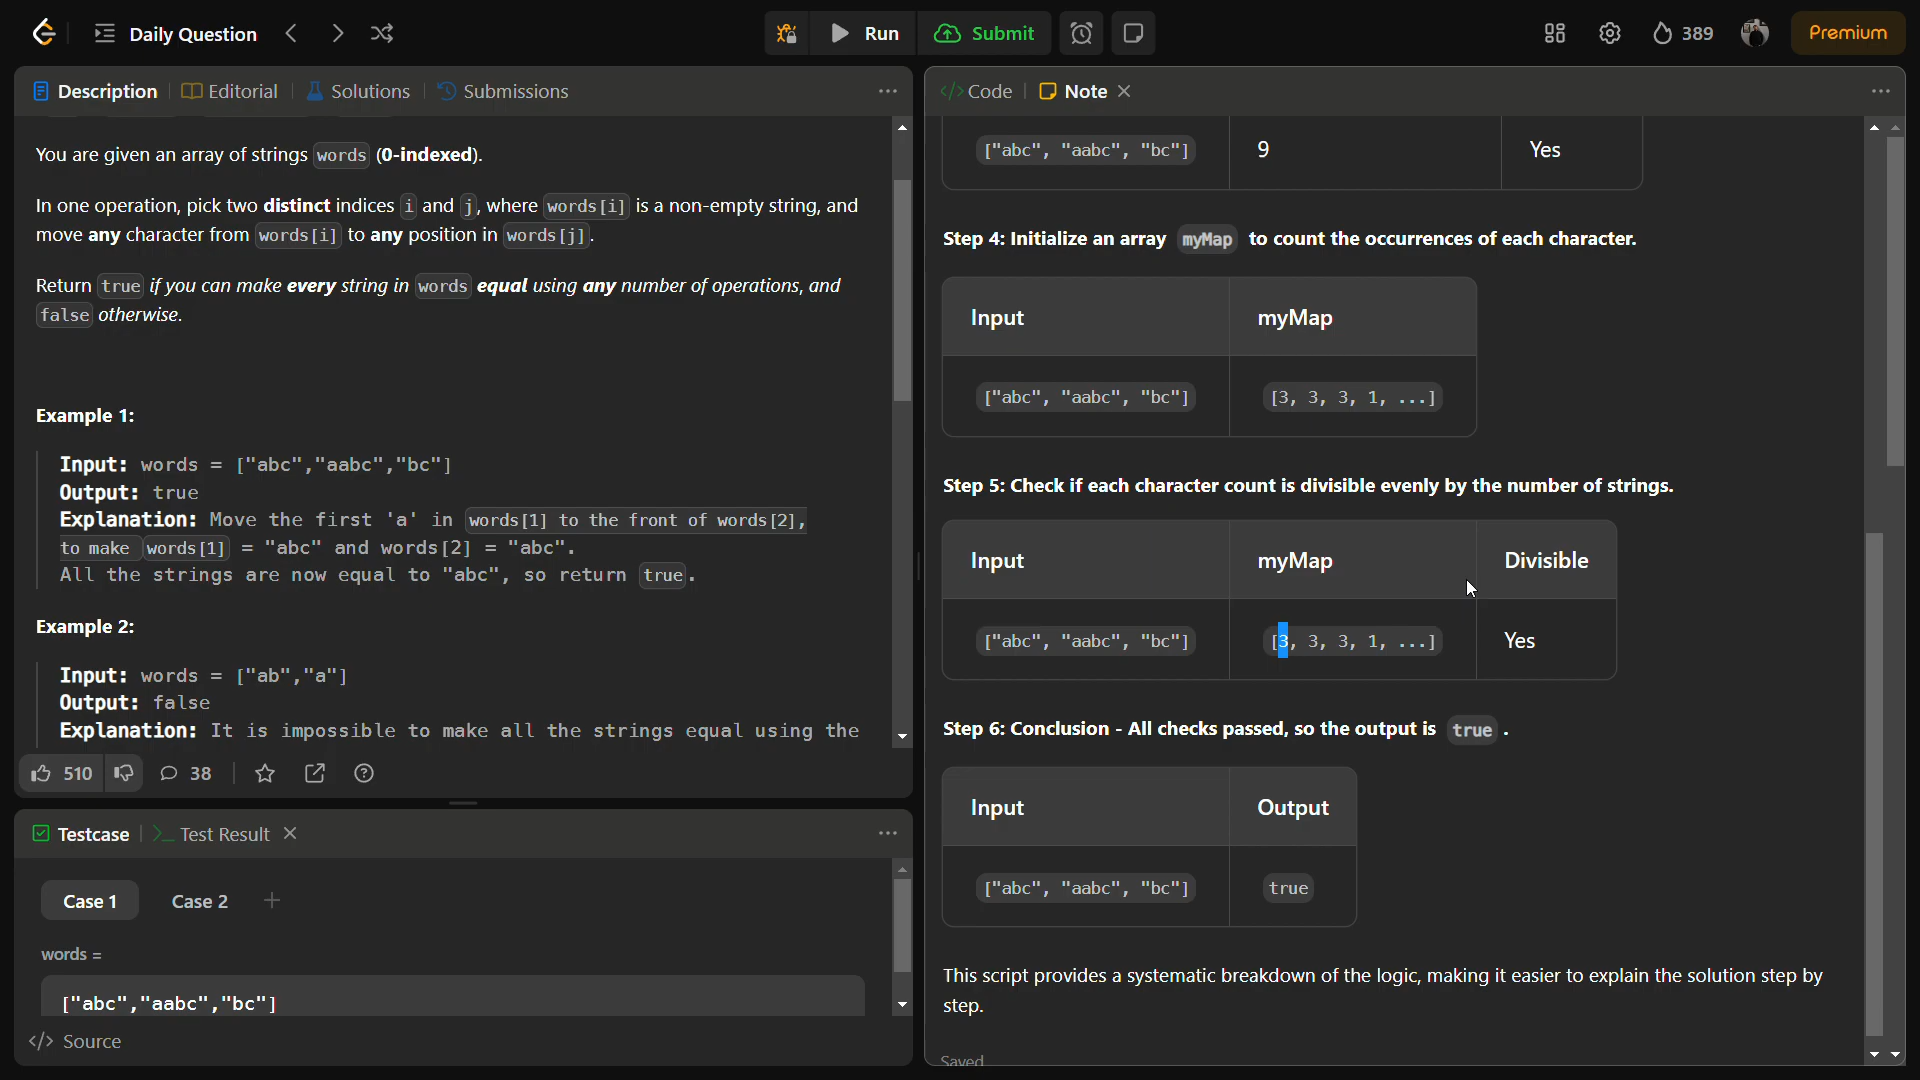 Daily Question
Run
Submit
389
Premium
Description
Editorial
Solutions
Submissions
You are given an array of strings words (0-indexed).
In one operation, pick two distinct indices i and j, where words[i] is a non-empty string, and
move any character from words[i] to any position in words[j].
Return true if you can make every string in words equal using any number of operations, and
false otherwise.
Example 1:
Input: words = ["abc","aabc","bc"]
Output: true
Explanation: Move the first 'a' in words[1] to the front of words[2],
to make words[1] = "abc" and words[2] = "abc".
All the strings are now equal to "abc", so return true.
Example 2:
Input: words = ["ab","a"]
Output: false
Explanation: It is impossible to make all the strings equal using the
510
38
Testcase
Test Result
Case 1
Case 2
words =
["abc","aabc","bc"]
Source
Code
Note
["abc", "aabc", "bc"] 9 Yes
Step 4: Initialize an array myMap to count the occurrences of each character.
Input myMap
["abc", "aabc", "bc"] [3, 3, 3, 1, ...]
Step 5: Check if each character count is divisible evenly by the number of strings.
Input myMap Divisible
["abc", "aabc", "bc"] [3, 3, 3, 1, ...] Yes
Step 6: Conclusion - All checks passed, so the output is true .
Input Output
["abc", "aabc", "bc"] true
This script provides a systematic breakdown of the logic, making it easier to explain the solution step by
step.
Saved